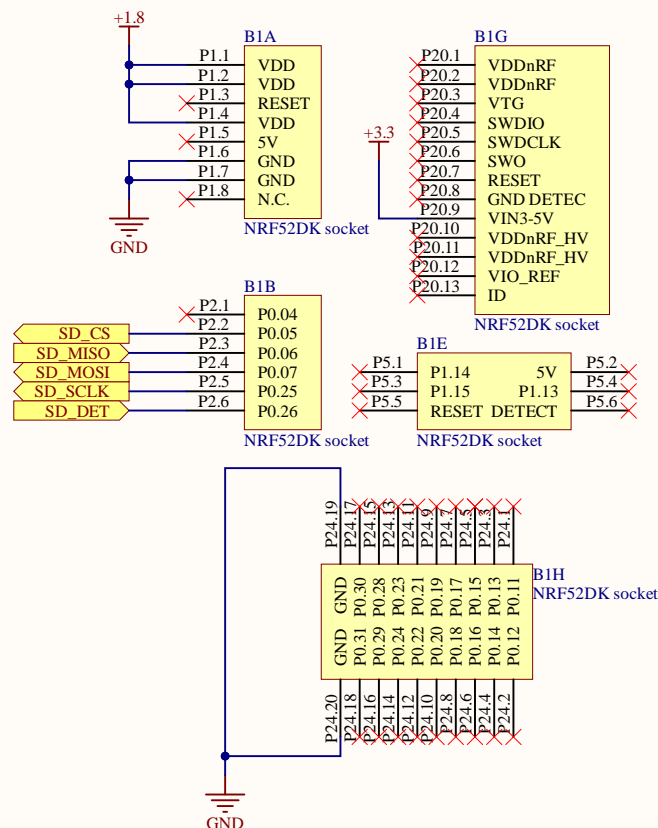 +1.8
B1A
P1.1 VDD
P1.2 VDD
P1.3 RESET
P1.4 VDD
P1.5 5V
P1.6 GND
P1.7 GND
P1.8 N.C.
GND
NRF52DK socket
B1G
P20.1 VDDnRF
P20.2 VDDnRF
P20.3 VTG
P20.4 SWDIO
+3.3
P20.5 SWDCLK
P20.6 SWO
P20.7 RESET
P20.8 GND DETEC
P20.9 VIN3-5V
P20.10 VDDnRF_HV
P20.11 VDDnRF_HV
P20.12 VIO_REF
P20.13 ID
NRF52DK socket
B1B
P2.1 P0.04
SD_CS P2.2 P0.05
SD_MISO P2.3 P0.06
SD_MOSI P2.4 P0.07
SD_SCLK P2.5 P0.25
SD_DET P2.6 P0.26
NRF52DK socket
B1E
P5.1 P1.14 5V P5.2
P5.3 P1.15 P1.13 P5.4
P5.5 RESET DETECT P5.6
NRF52DK socket
P24.19 P24.17 P24.15 P24.13 P24.11 P24.9 P24.7 P24.5 P24.3 P24.1
B1H
NRF52DK socket
GND P0.30 P0.28 P0.23 P0.21 P0.19 P0.17 P0.15 P0.13 P0.11
GND P0.31 P0.29 P0.24 P0.22 P0.20 P0.18 P0.16 P0.14 P0.12
P24.20 P24.18 P24.16 P24.14 P24.12 P24.10 P24.8 P24.6 P24.4 P24.2
GND